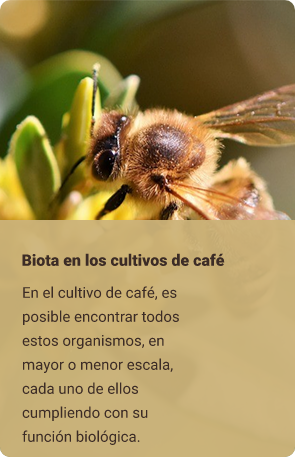 Biota en los cultivos de café
En el cultivo de café, es
posible encontrar todos
estos organismos, en
mayor o menor escala,
cada uno de ellos
cumpliendo con su
función biológica.